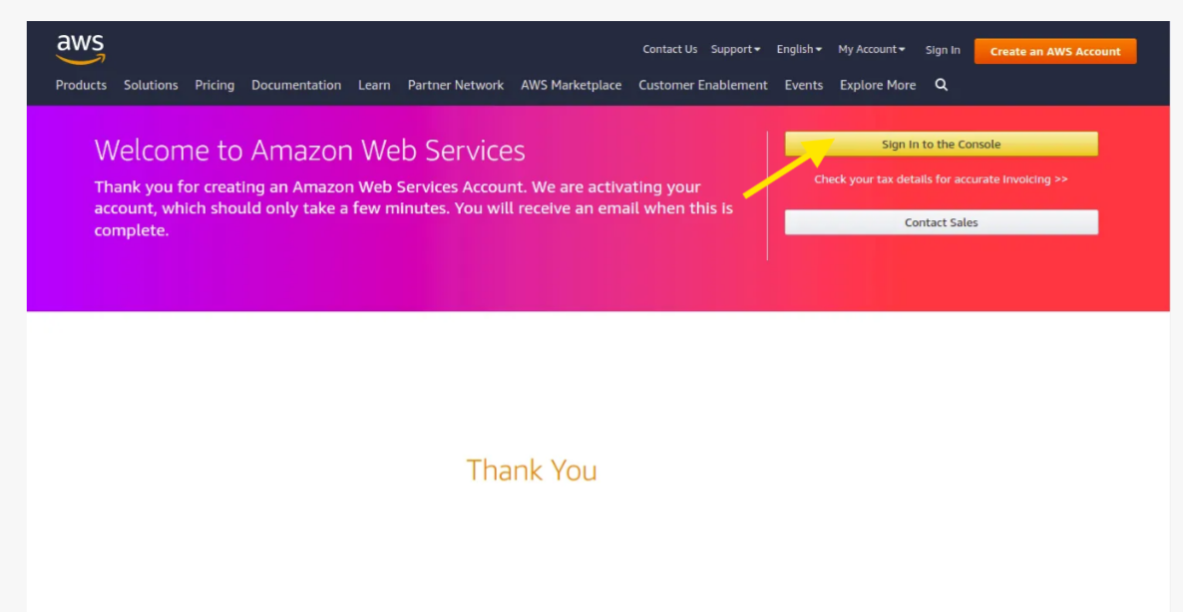 aws
Contact Us Support English My Account Sign In Create an AWS Account
Products Solutions Pricing Documentation Learn Partner Network AWS Marketplace Customer Enablement Events Explore More
Welcome to Amazon Web Services
Thank you for creating an Amazon Web Services Account. We are activating your
account, which should only take a few minutes. You will receive an email when this is
complete.
Sign In to the Console
Check your tax details for accurate invoicing >>
Contact Sales
Thank You